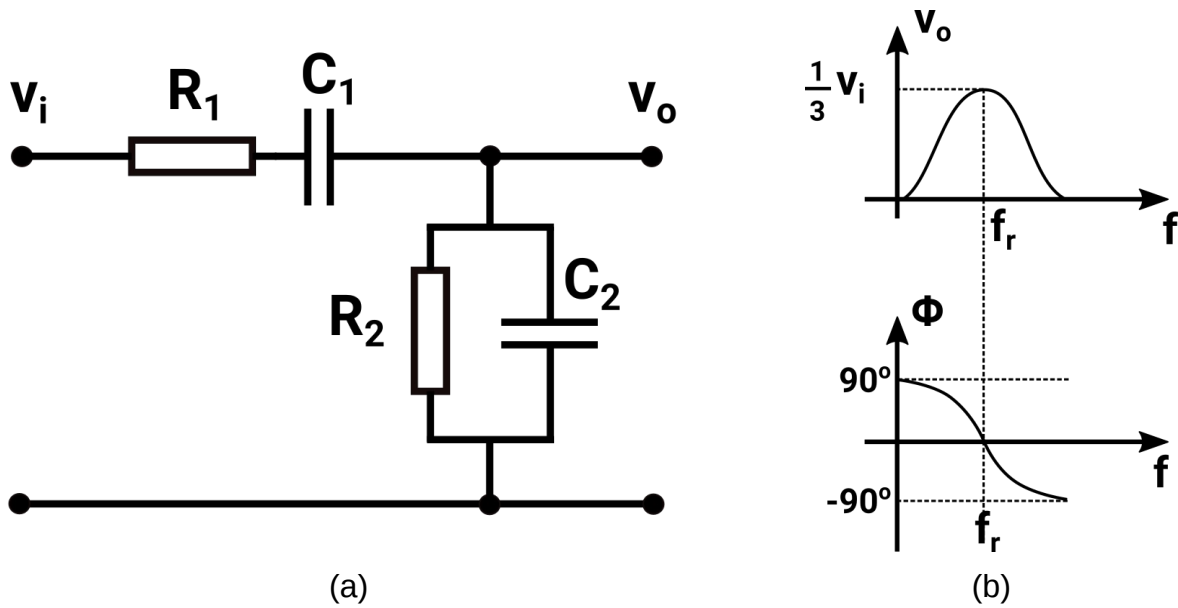 vᵢ
R₁
C₁
vₒ
R₂
C₂
(a)
vₒ
1/3 vᵢ
fᵣ
f
Φ
90º
f
-90º
fᵣ
(b)